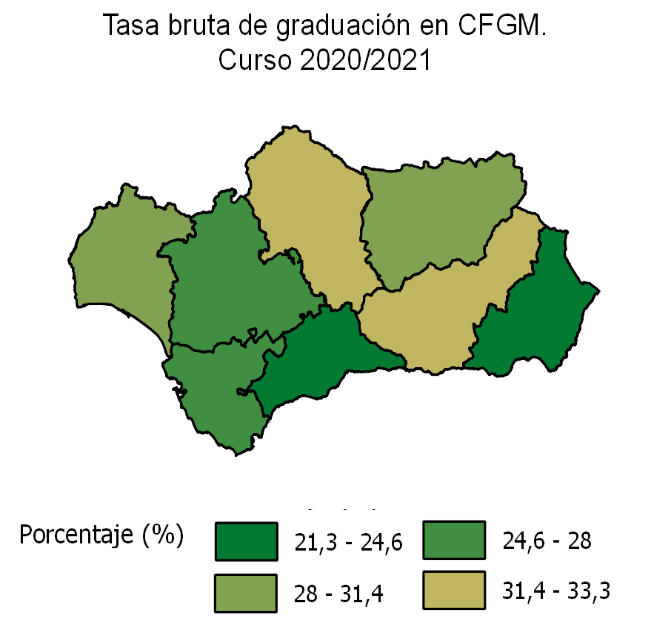 Tasa bruta de graduación en CFGM.
Curso 2020/2021
Porcentaje (%)
21,3 - 24,6
24,6 - 28
28 - 31,4
31,4 - 33,3